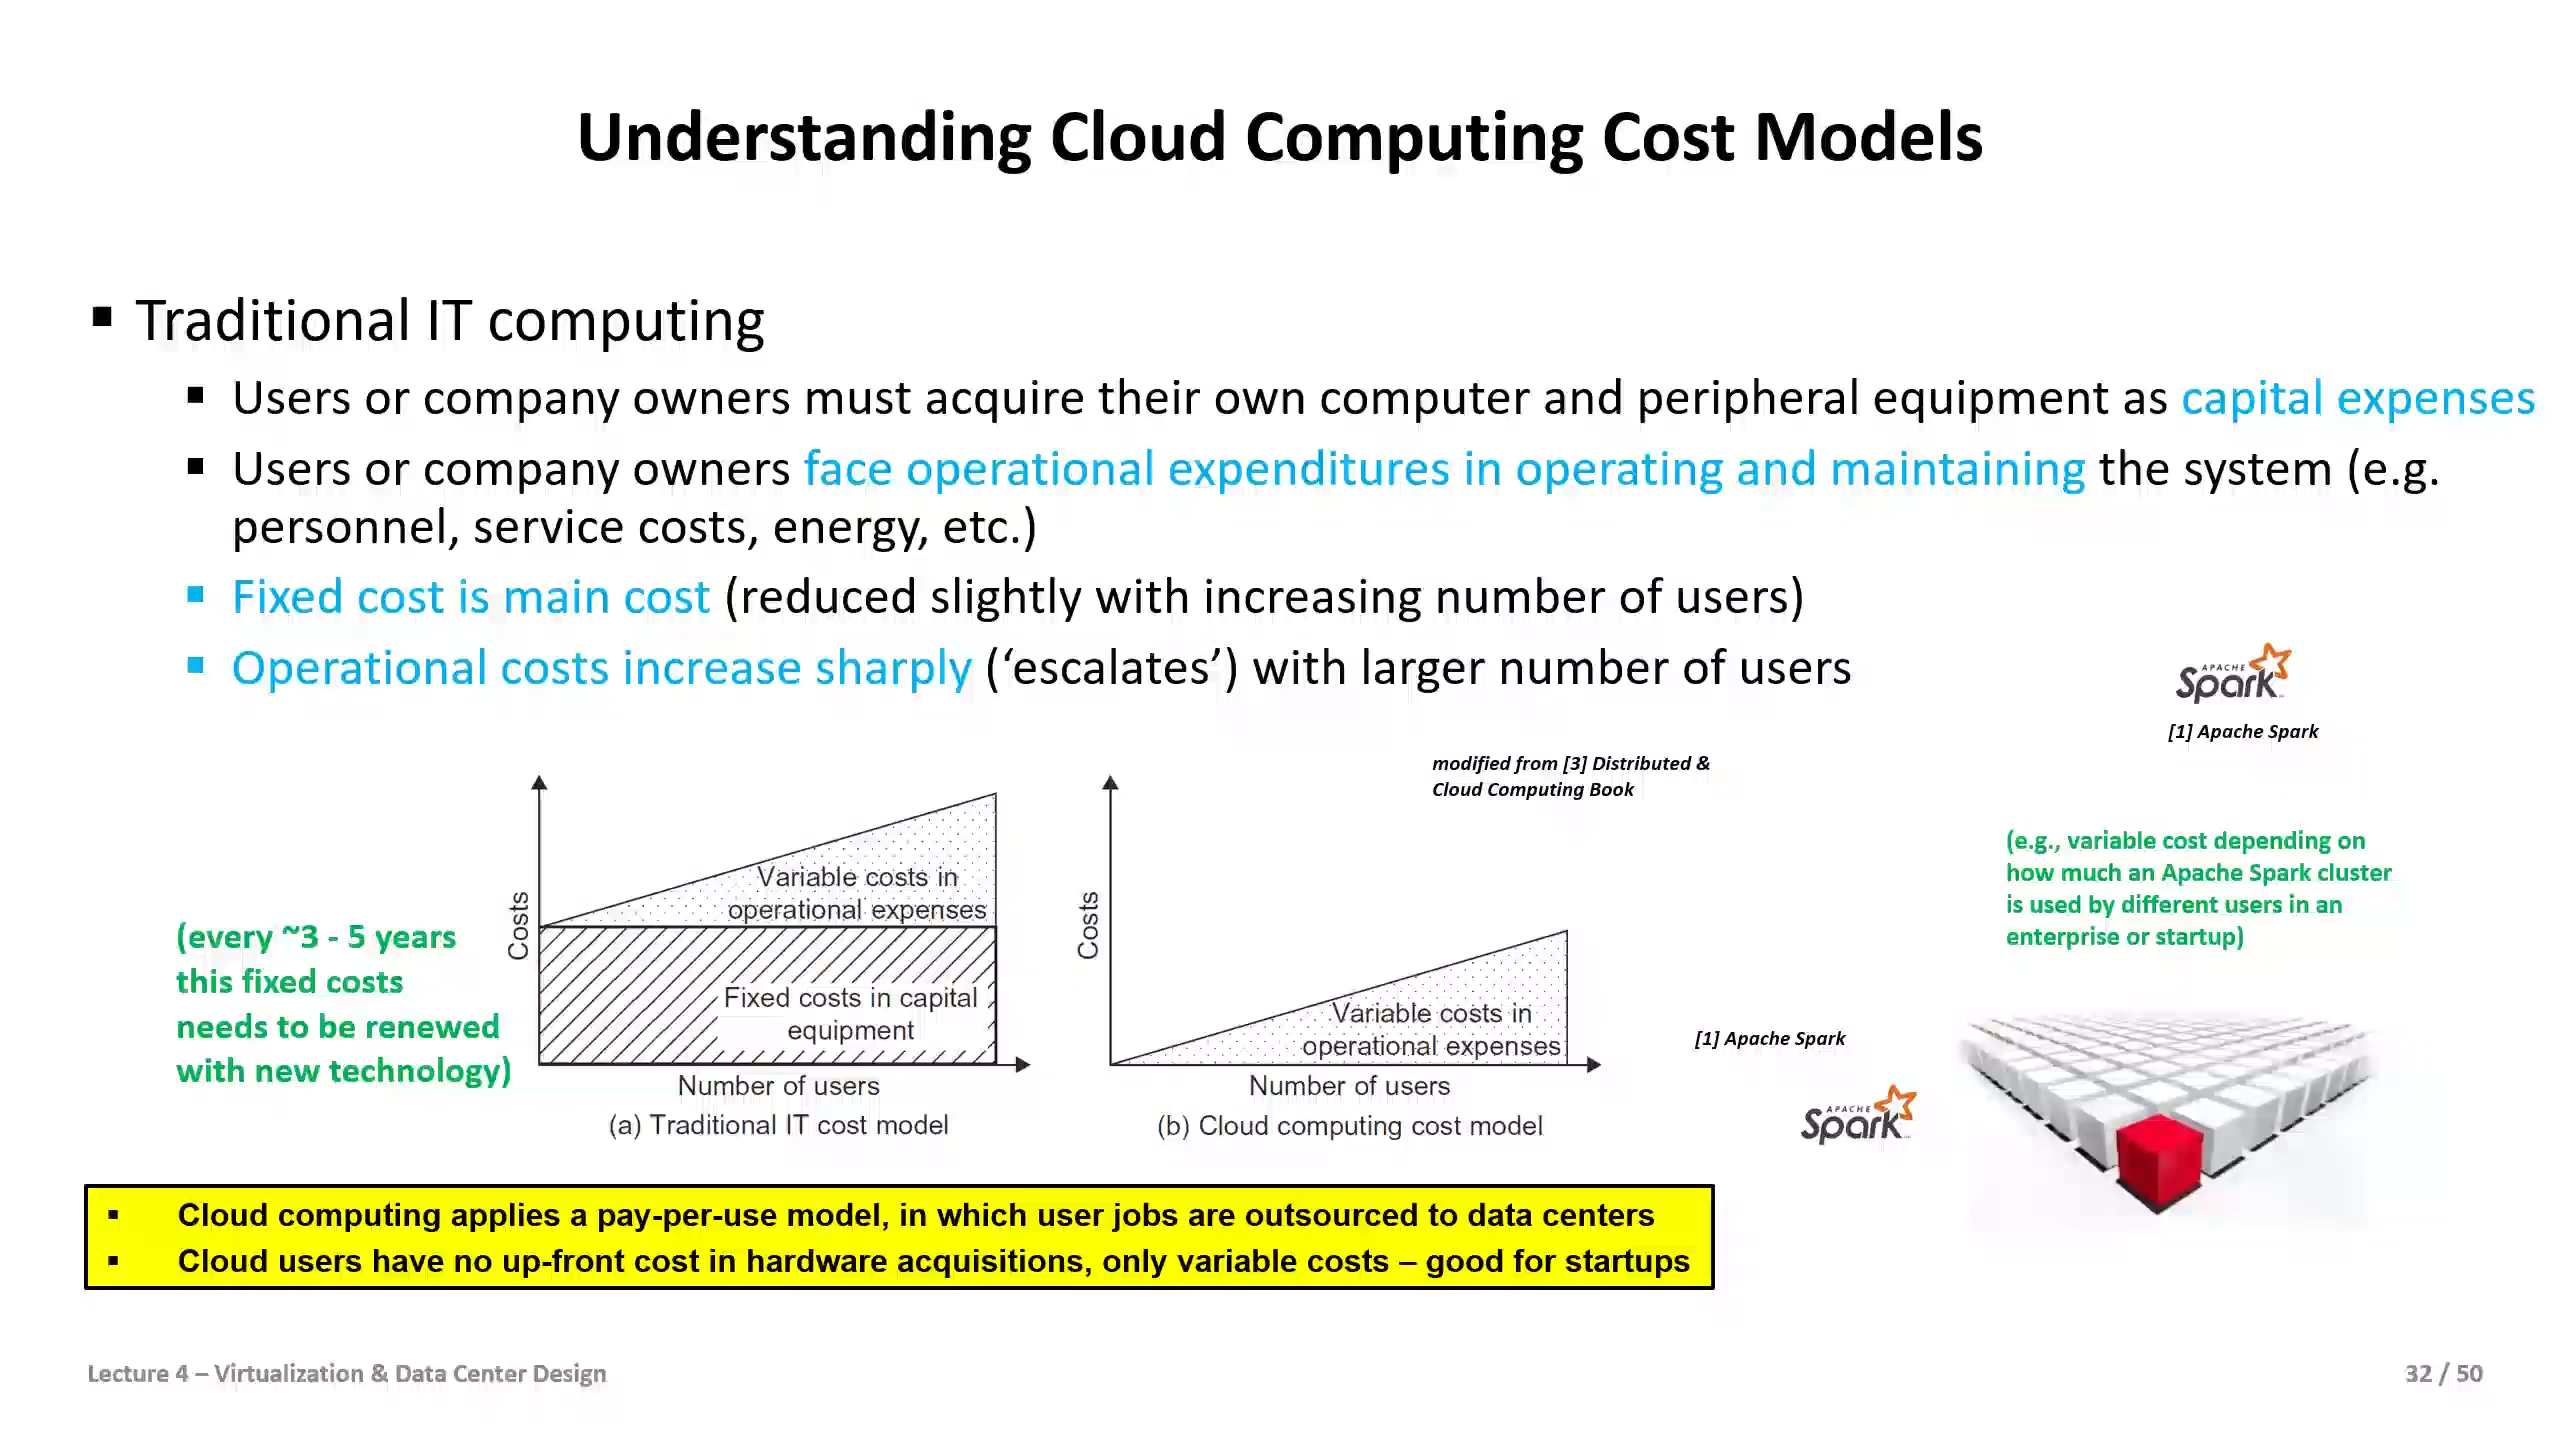 Understanding Cloud Computing Cost Models
▪ Traditional IT computing
▪ Users or company owners must acquire their own computer and peripheral equipment as capital expenses
▪ Users or company owners face operational expenditures in operating and maintaining the system (e.g.
personnel, service costs, energy, etc.)
▪ Fixed cost is main cost (reduced slightly with increasing number of users)
▪ Operational costs increase sharply (‘escalates’) with larger number of users
APACHE
Spark
[1] Apache Spark
modified from [3] Distributed &
Cloud Computing Book
(every ~3 - 5 years
this fixed costs
needs to be renewed
with new technology)
Costs
Variable costs in
operational expenses
Fixed costs in capital
equipment
Number of users
(a) Traditional IT cost model
Costs
Variable costs in
operational expenses
Number of users
(b) Cloud computing cost model
(e.g., variable cost depending on
how much an Apache Spark cluster
is used by different users in an
enterprise or startup)
[1] Apache Spark
APACHE
Spark
▪ Cloud computing applies a pay-per-use model, in which user jobs are outsourced to data centers
▪ Cloud users have no up-front cost in hardware acquisitions, only variable costs – good for startups
Lecture 4 – Virtualization & Data Center Design
32 / 50